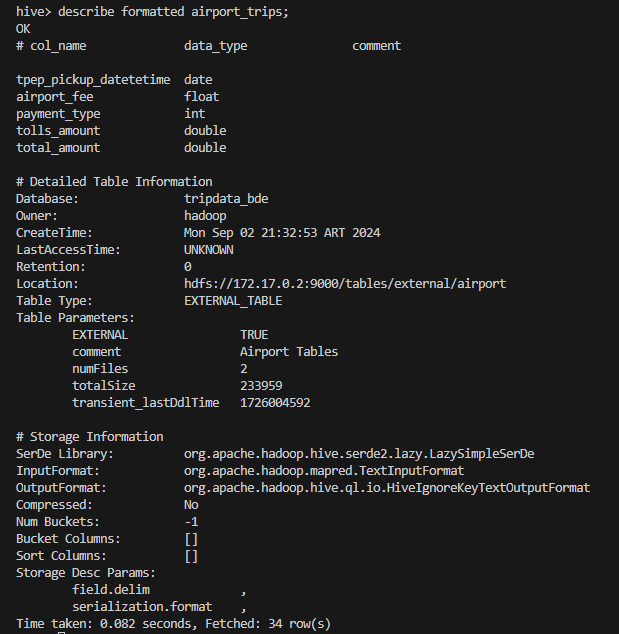 hive> describe formatted airport_trips;
OK
# col_name data_type comment
tpep_pickup_datetetime date
airport_fee float
payment_type int
tolls_amount double
total_amount double
# Detailed Table Information
Database: tripdata_bde
Owner: hadoop
CreateTime: Mon Sep 02 21:32:53 ART 2024
LastAccessTime: UNKNOWN
Retention: 0
Location: hdfs://172.17.0.2:9000/tables/external/airport
Table Type: EXTERNAL_TABLE
Table Parameters:
EXTERNAL TRUE
comment Airport Tables
numFiles 2
totalSize 233959
transient_lastDdlTime 1726004592
# Storage Information
SerDe Library: org.apache.hadoop.hive.serde2.lazy.LazySimpleSerDe
InputFormat: org.apache.hadoop.mapred.TextInputFormat
OutputFormat: org.apache.hadoop.hive.ql.io.HiveIgnoreKeyTextOutputFormat
Compressed: No
Num Buckets: -1
Bucket Columns: []
Sort Columns: []
Storage Desc Params:
field.delim ,
serialization.format ,
Time taken: 0.082 seconds, Fetched: 34 row(s)